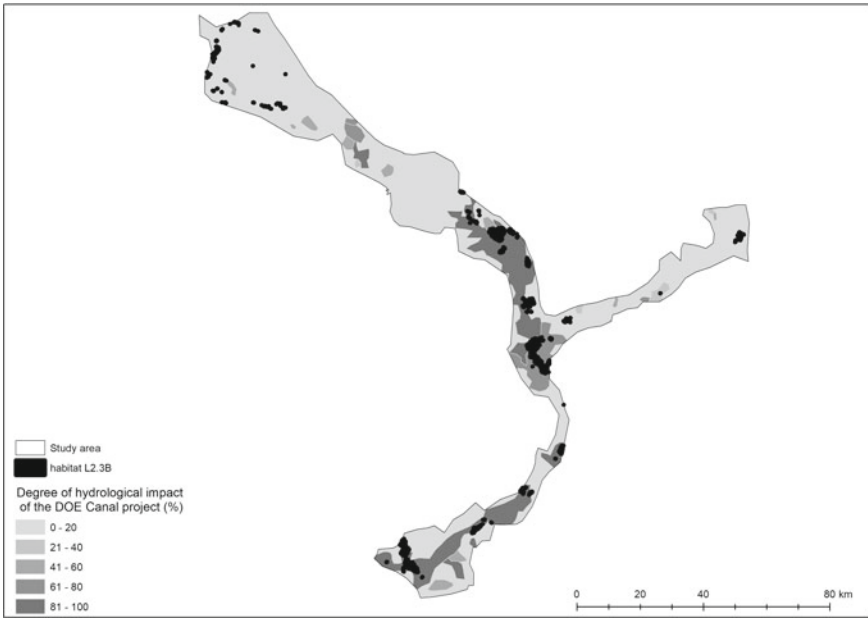 Study area
habitat L2.3B
Degree of hydrological impact
of the DOE Canal project (%)
0 - 20
21 - 40
41 - 60
61 - 80
81 - 100
0 20 40 80 km